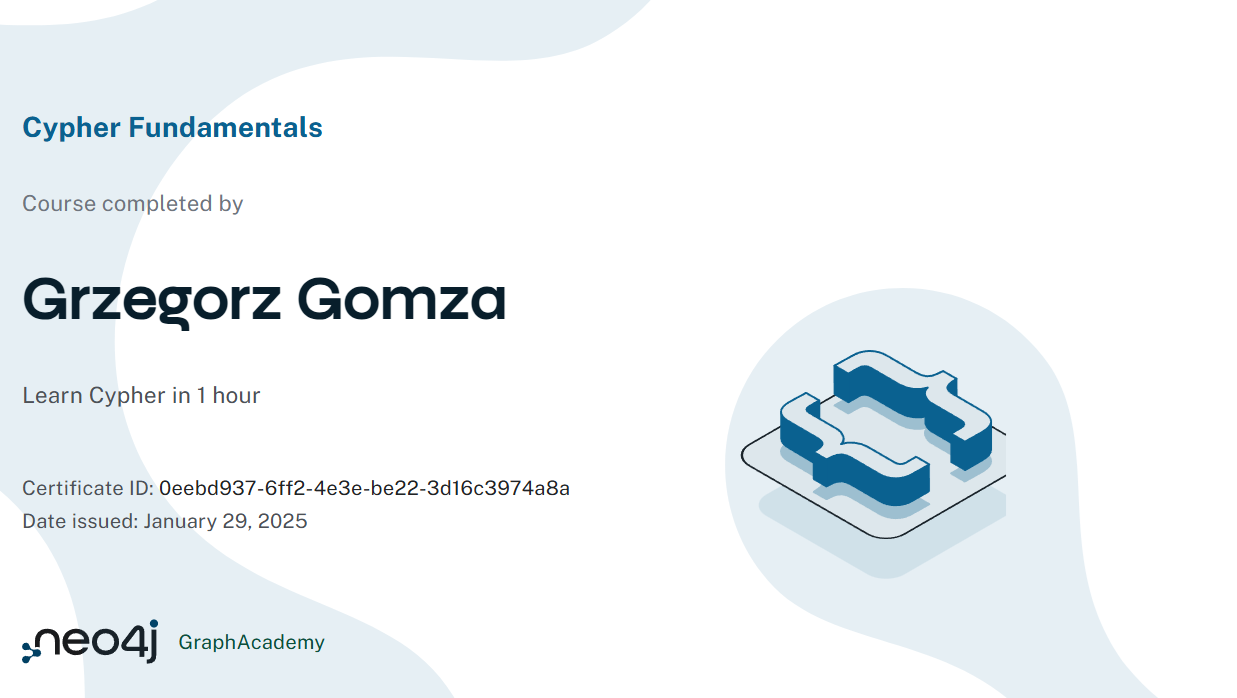 Cypher Fundamentals
Course completed by
Grzegorz Gomza
Learn Cypher in 1 hour
Certificate ID: 0eebd937-6ff2-4e3e-be22-3d16c3974a8a
Date issued: January 29, 2025
neo4j GraphAcademy